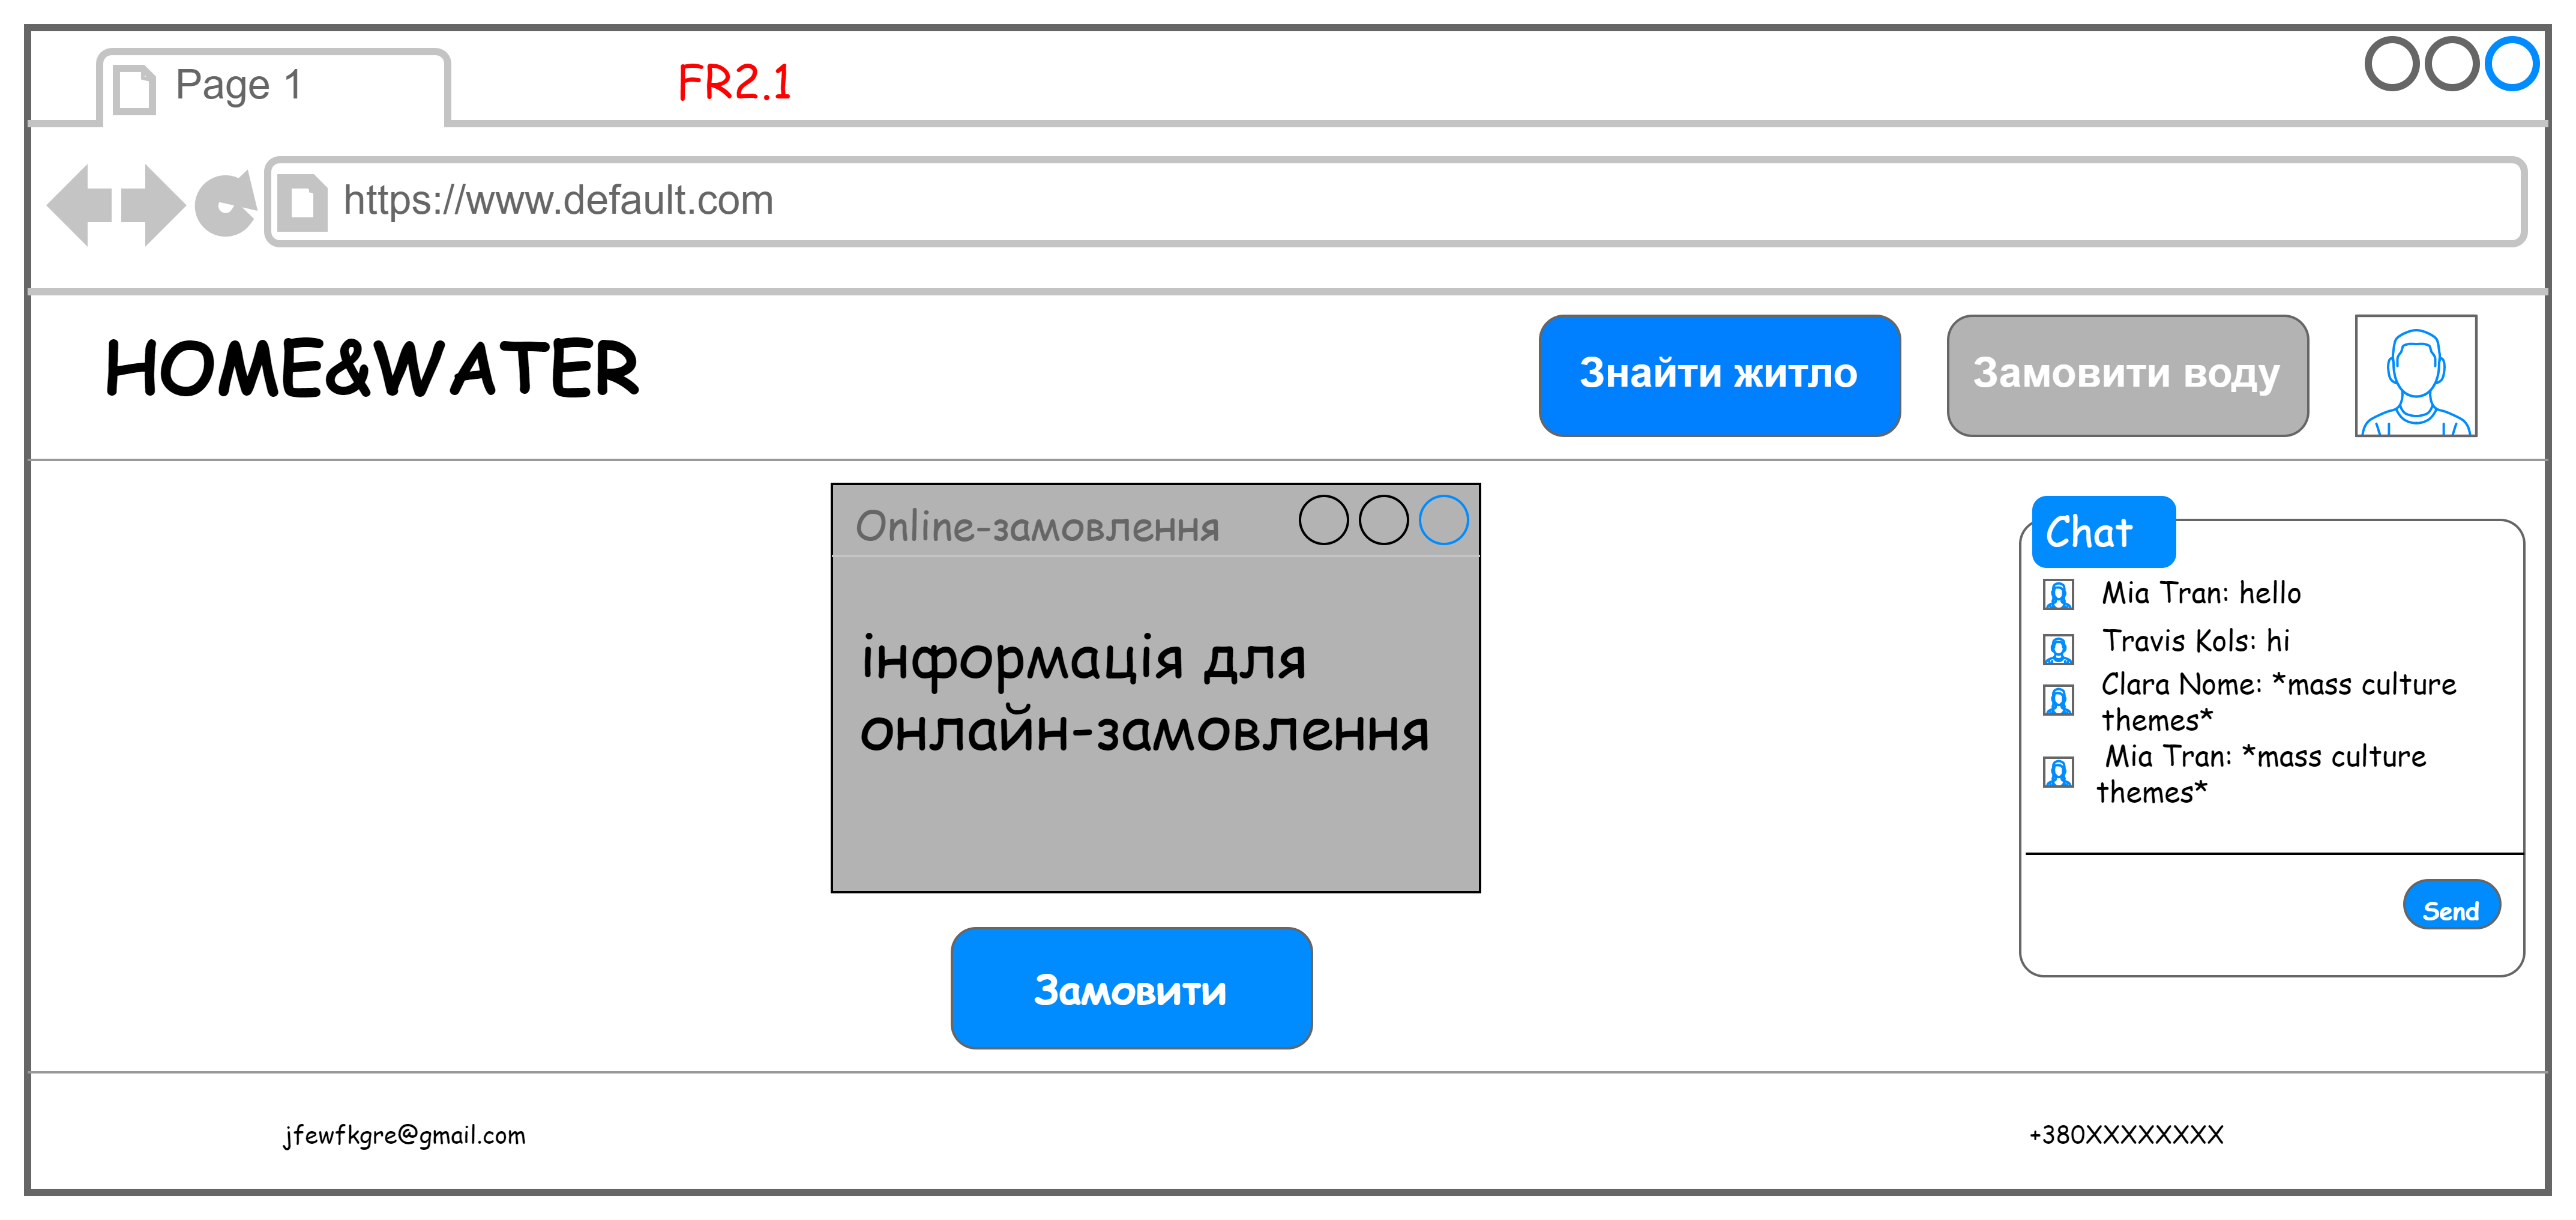 Page 1
FR2.1
https://www.default.com
HOME&WATER
Знайти житло
Замовити воду
Online-замовлення
інформація для
онлайн-замовлення
Замовити
Chat
Mia Tran: hello
Travis Kols: hi
Clara Nome: *mass culture
themes*
Mia Tran: *mass culture
themes*
Send
jfewfkgre@gmail.com
+380XXXXXXXX